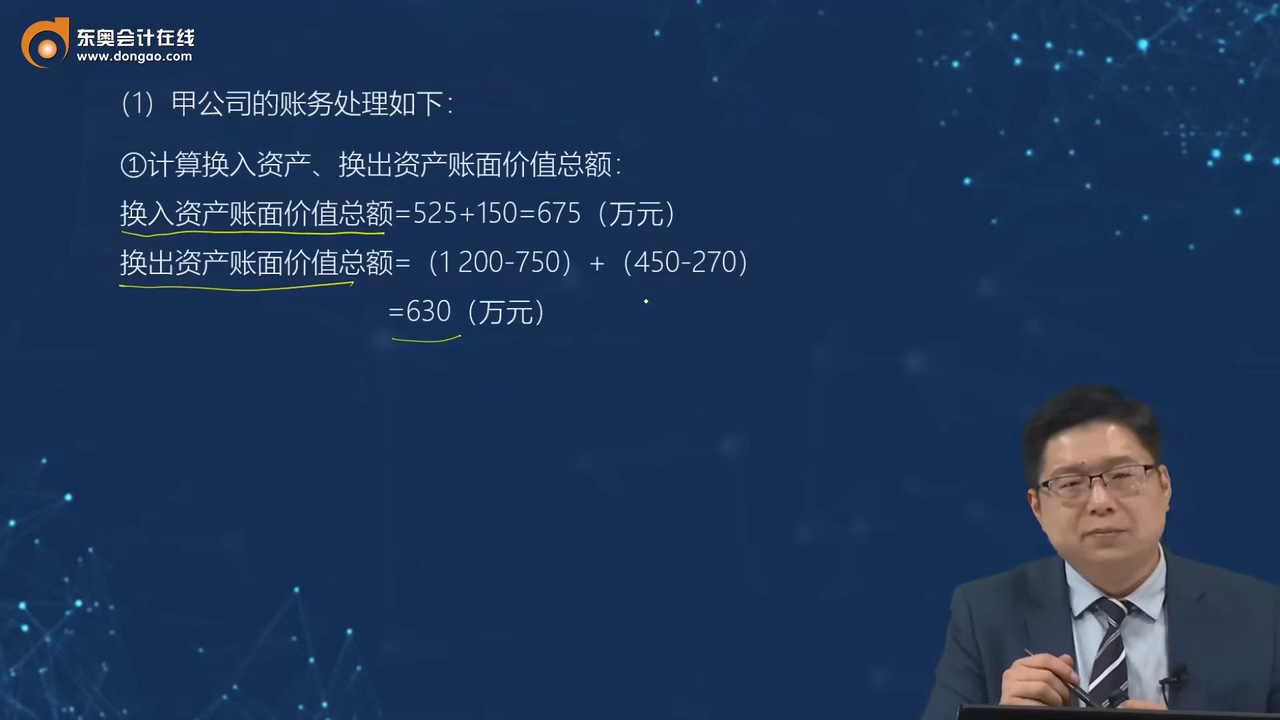 东奥会计在线
www.dongao.com
(1) 甲公司的账务处理如下：
①计算换入资产、换出资产账面价值总额：
换入资产账面价值总额=525+150=675（万元）
换出资产账面价值总额=（1 200-750）+（450-270）
=630（万元）